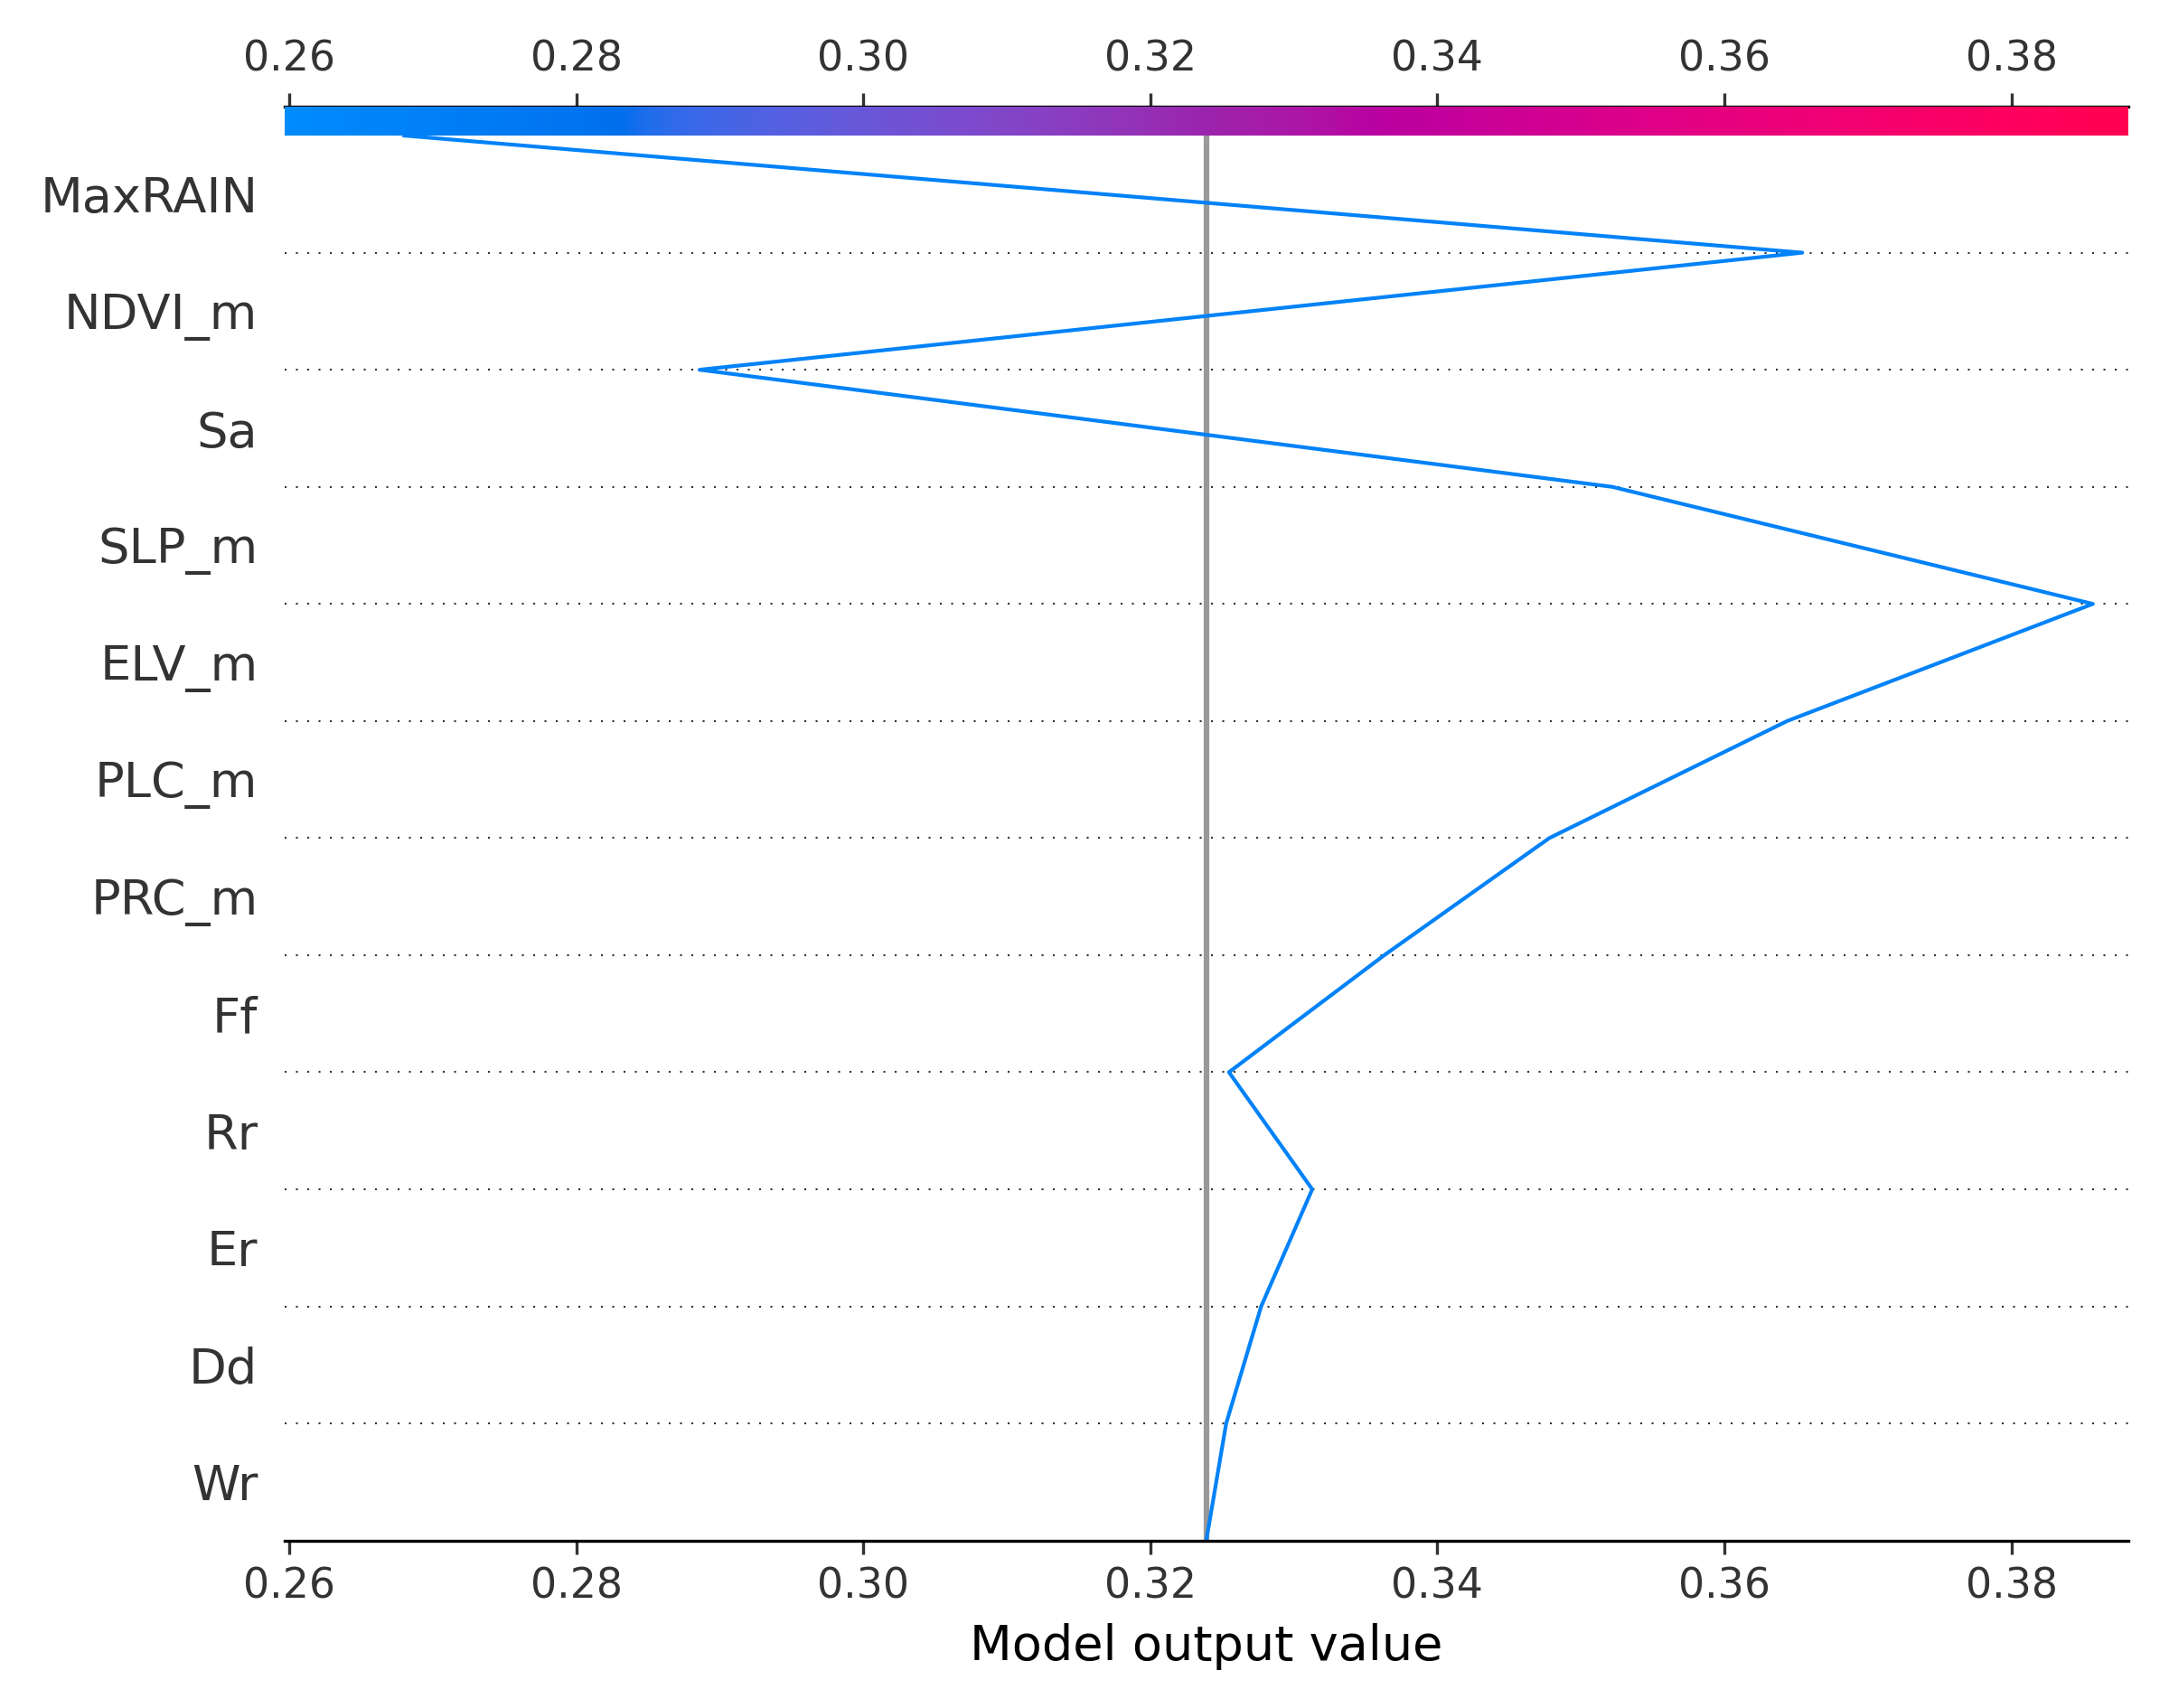 0.26 0.28 0.30 0.32 0.34 0.36 0.38
MaxRAIN
NDVI_m
Sa
SLP_m
ELV_m
PLC_m
PRC_m
Ff
Rr
Er
Dd
Wr
0.26 0.28 0.30 0.32 0.34 0.36 0.38
Model output value